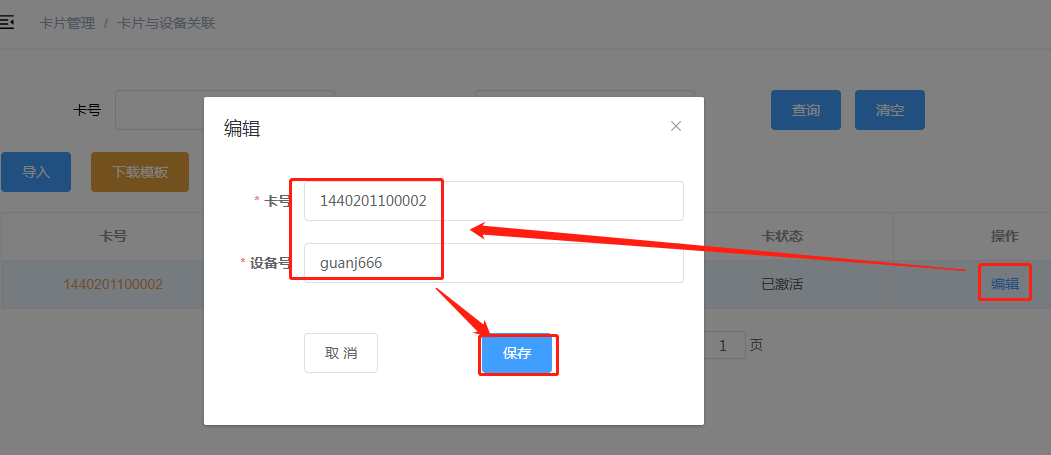 卡片管理 / 卡片与设备关联
卡号
查询
清空
导入
下载模板
卡号
卡状态
操作
1440201100002
已激活
编辑
1 页
编辑
* 卡号 1440201100002
* 设备号 guanj666
取 消
保存